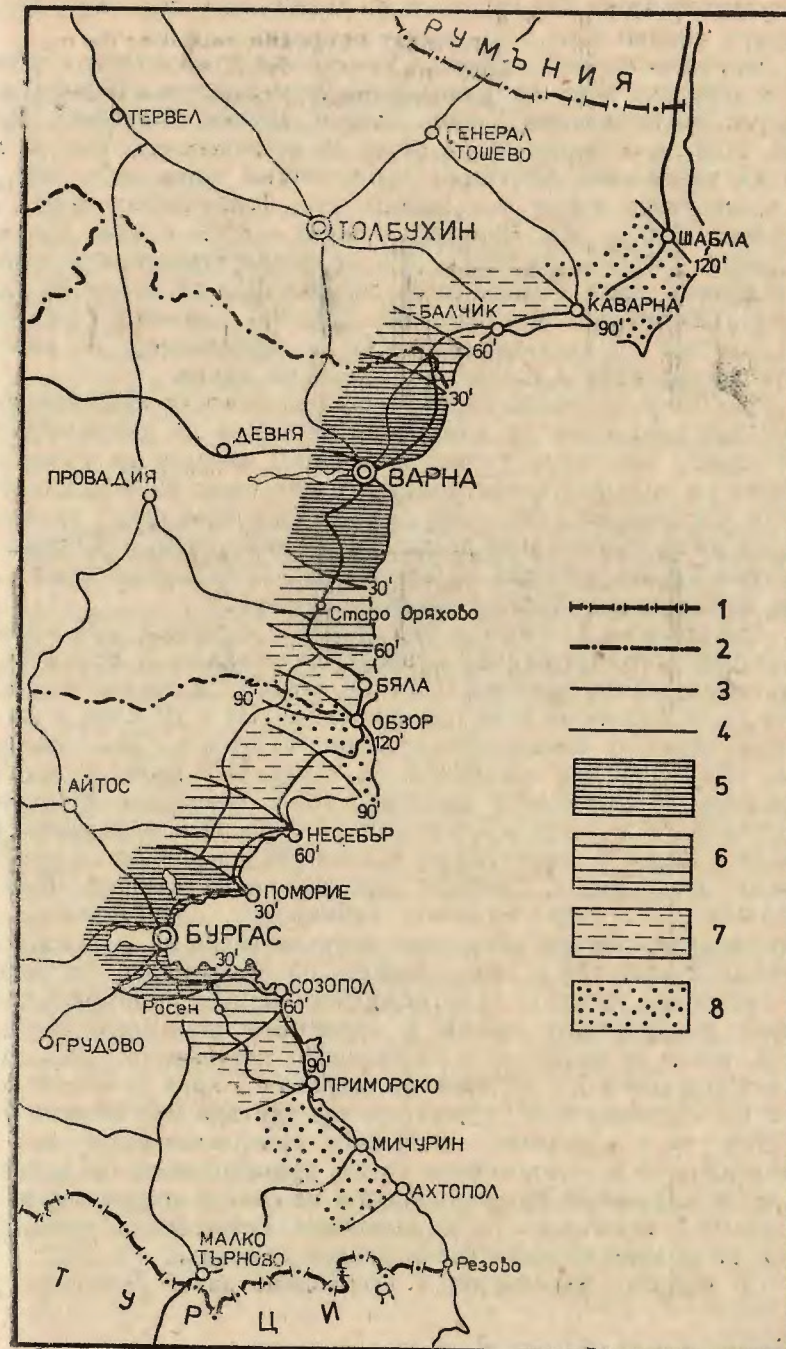 РУМЪНИЯ
ТЕРВЕЛ
ГЕНЕРАЛ
ТОШЕВО
ТОЛБУХИН
ШАБЛА
120'
КАВАРНА
90'
БАЛЧИК
60'
30'
ДЕВНЯ
ВАРНА
ПРОВАДИЯ
30'
Старо Оряхово
60'
БЯЛА
90'
ОБЗОР
120'
90'
АЙТОС
НЕСЕБЪР
60'
ПОМОРИЕ
30'
БУРГАС
30'
СОЗОПОЛ
60'
Росен
ГРУДОВО
90'
ПРИМОРСКО
МИЧУРИН
АХТОПОЛ
МАЛКО
ТЪРНОВО
Резово
ТУРЦИЯ
1
2
3
4
5
6
7
8